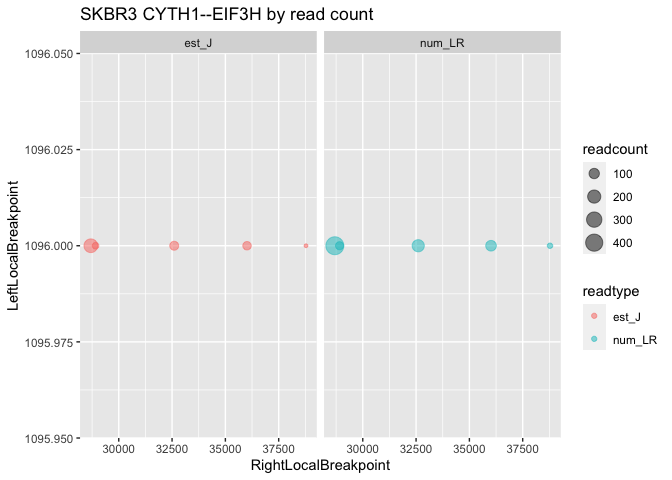 SKBR3 CYTH1--EIF3H by read count
est_J num_LR
1096.050
1096.025
1096.000
1095.975
1095.950
LeftLocalBreakpoint
30000 32500 35000 37500 30000 32500 35000 37500
RightLocalBreakpoint
readcount
100
200
300
400
readtype
est_J
num_LR